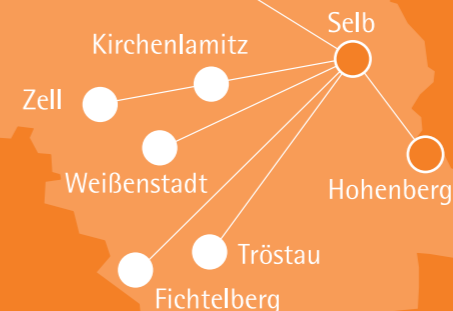 Selb
Kirchenlamitz
Zell
Weißenstadt
Hohenberg
Tröstau
Fichtelberg